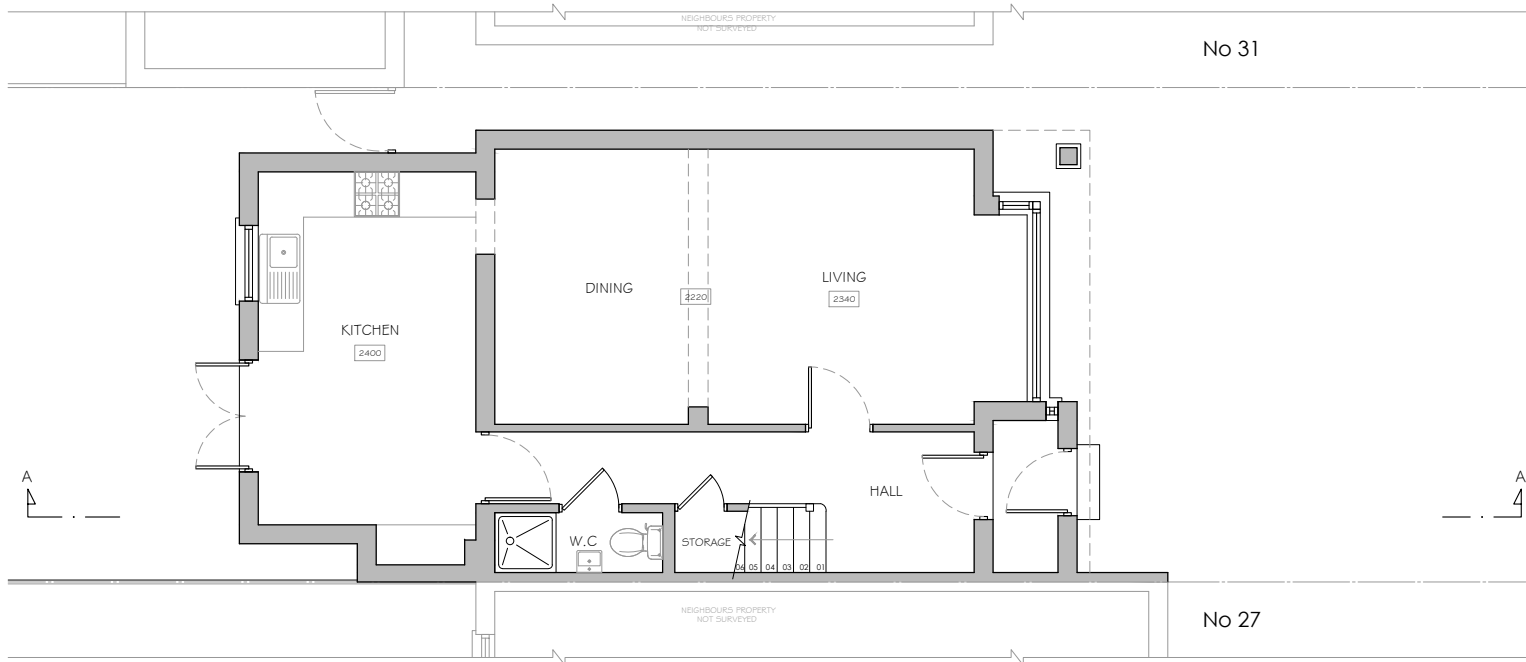 NEIGHBOURS PROPERTY
NOT SURVEYED
No 31
LIVING
2340
DINING
2220
KITCHEN
2400
A
A
HALL
W.C
STORAGE
06 05 04 03 02 01
NEIGHBOURS PROPERTY
NOT SURVEYED
No 27